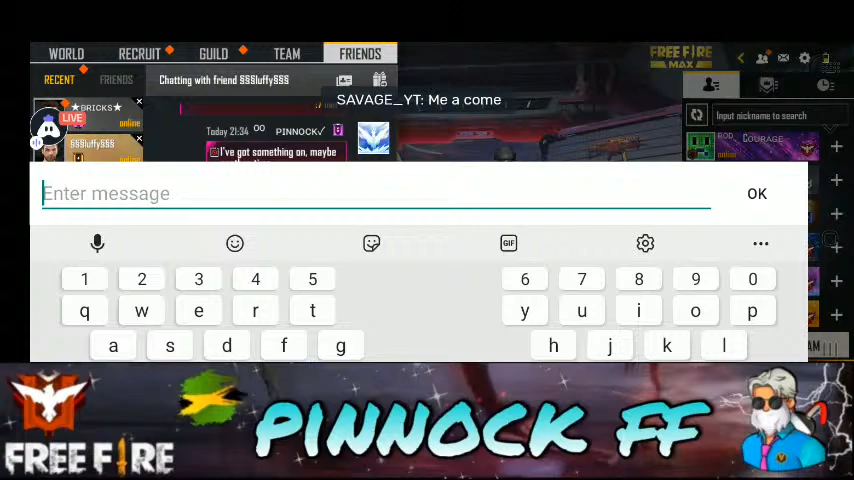 WORLD RECRUIT GUILD TEAM FRIENDS
FREE FIRE
MAX
RECENT FRIENDS Chatting with friend §§§luffy§§§
★BRICKS★
online
LIVE
SAVAGE_YT: Me a come
Input nickname to search
Today 21:34 PINNOCK✓
§§§luffy§§§
online
I've got something on, maybe
COURAGE
online
Enter message
OK
GIF
1 2 3 4 5 6 7 8 9 0
q w e r t y u i o p
a s d f g h j k l
PINNOCK FF
FREE FIRE